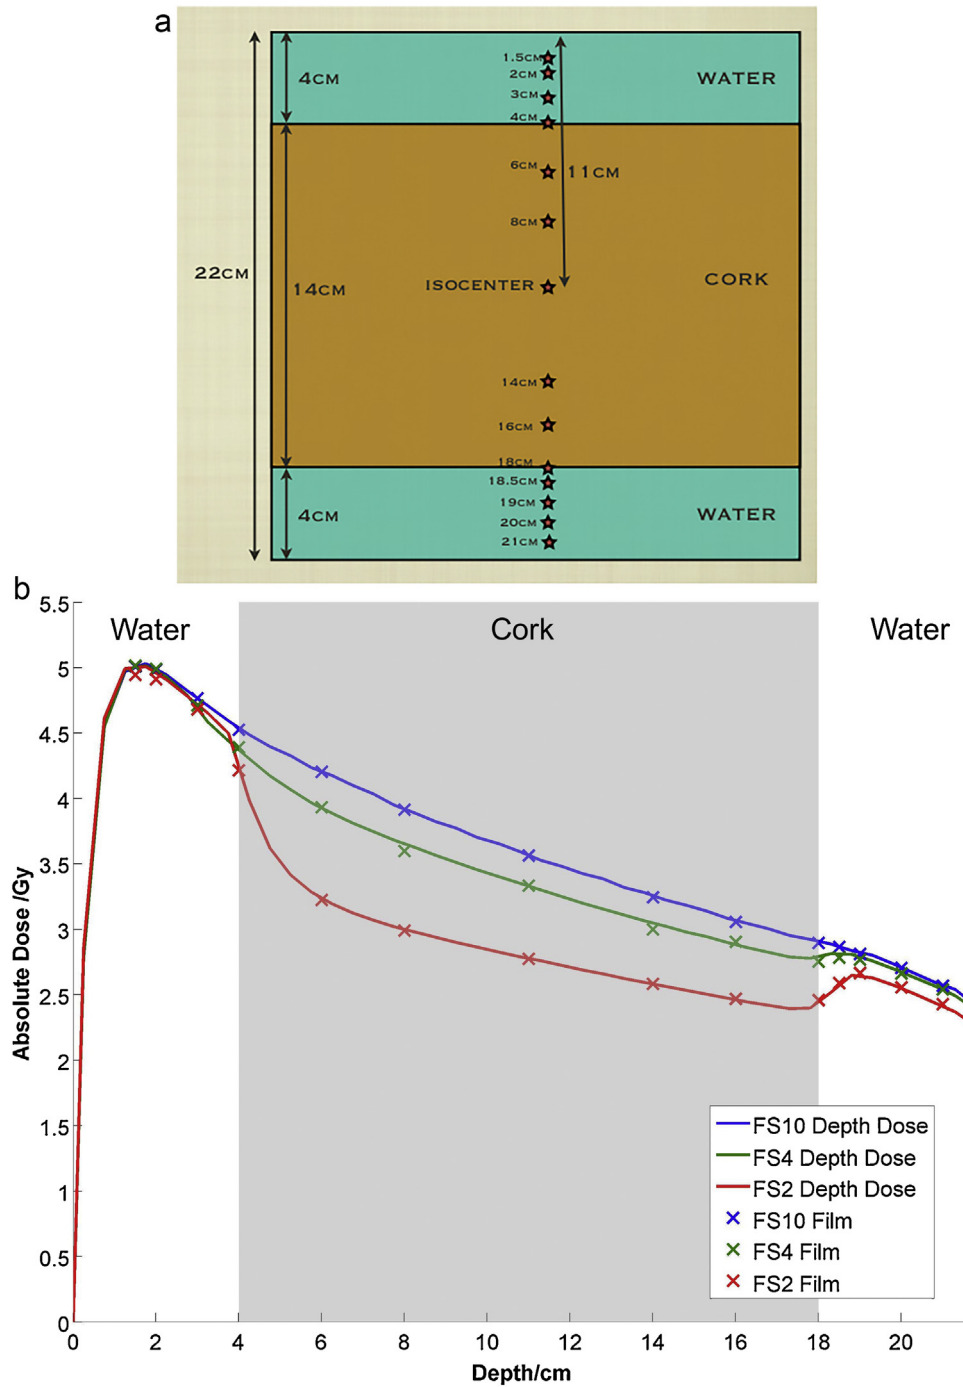 a
1.5CM
2CM
4CM
WATER
3CM
4CM
6CM
11CM
8CM
22CM
14CM
ISOCENTER
CORK
14CM
16CM
18CM
18.5CM
19CM
4CM
WATER
20CM
21CM
b
5.5
Water
Cork
Water
5
4.5
4
3.5
3
2.5
2
1.5
1
0.5
0
Absolute Dose /Gy
FS10 Depth Dose
FS4 Depth Dose
FS2 Depth Dose
FS10 Film
FS4 Film
FS2 Film
0 2 4 6 8 10 12 14 16 18 20
Depth/cm